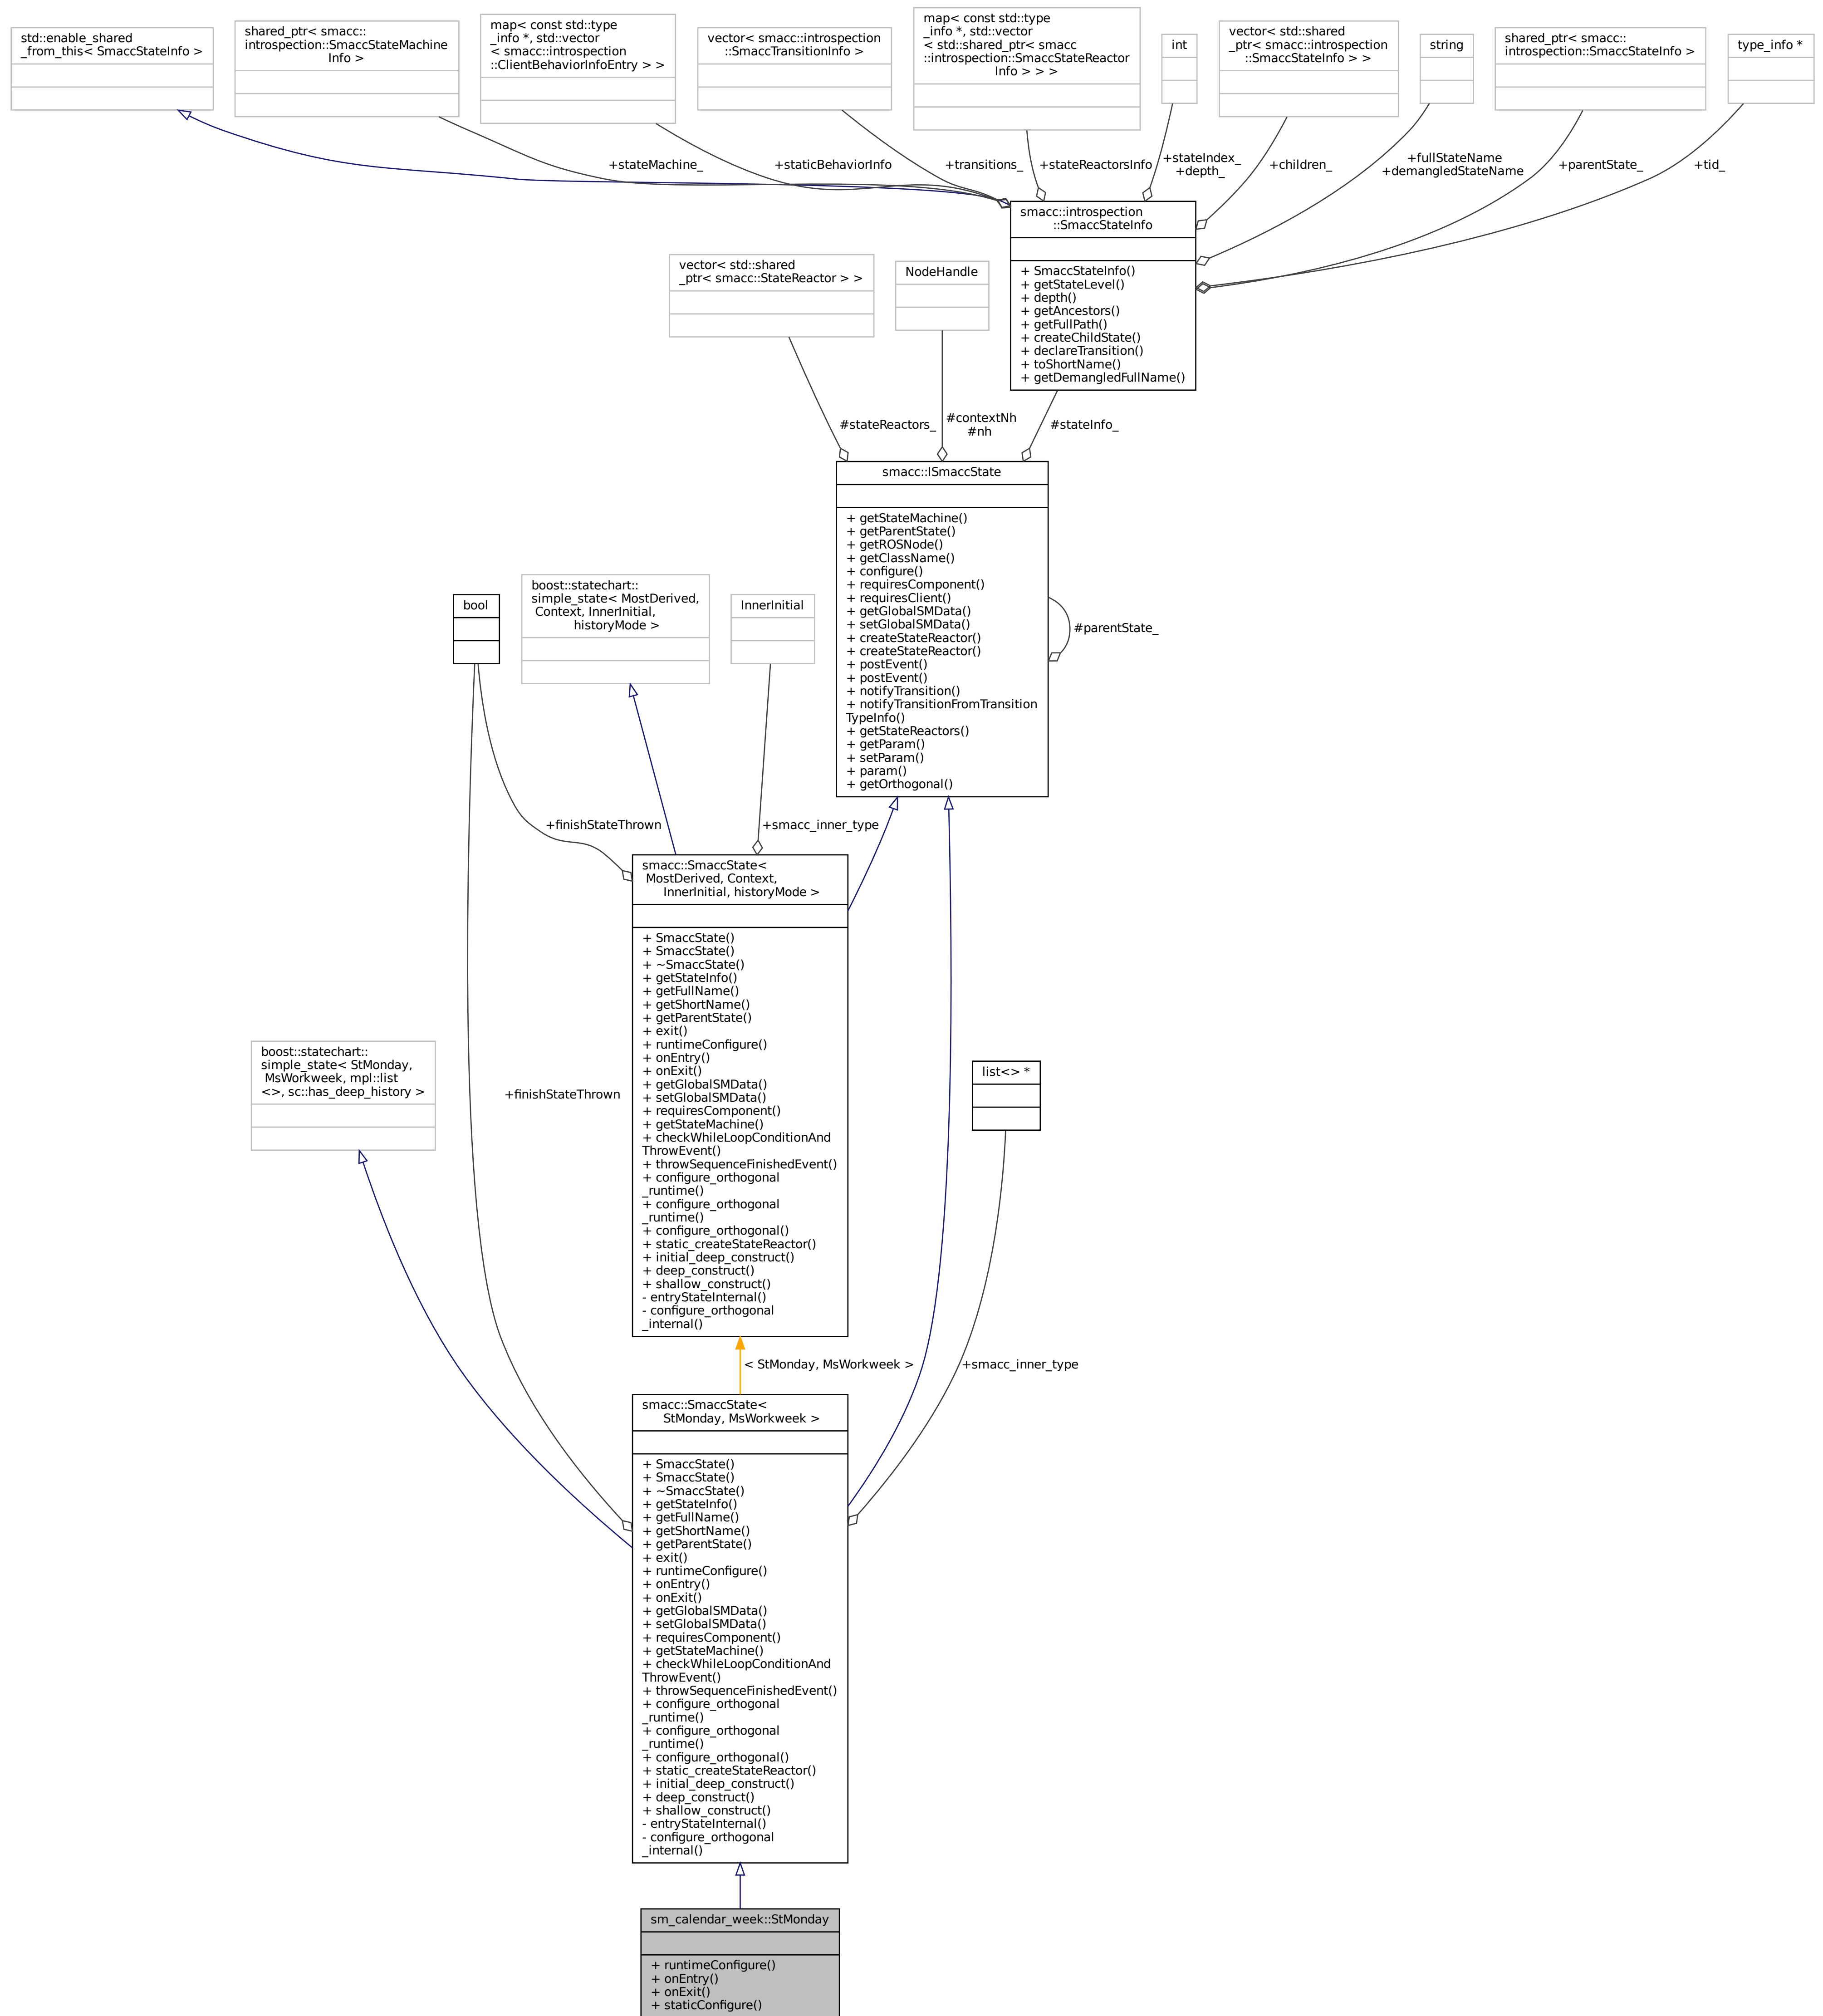 std::enable_shared
_from_this< SmaccStateInfo >
shared_ptr< smacc::
introspection::SmaccStateMachine
Info >
map< const std::type
_info *, std::vector
< smacc::introspection
::ClientBehaviorInfoEntry > >
vector< smacc::introspection
::SmaccTransitionInfo >
map< const std::type
_info *, std::vector
< std::shared_ptr< smacc
::introspection::SmaccStateReactor
Info > > >
int
vector< std::shared
_ptr< smacc::introspection
::SmaccStateInfo > >
string
shared_ptr< smacc::
introspection::SmaccStateInfo >
type_info *
+stateMachine_
+staticBehaviorInfo
+transitions_
+stateReactorsInfo
+stateIndex_
+depth_
+children_
+fullStateName
+demangledStateName
+parentState_
+tid_
smacc::introspection
::SmaccStateInfo
+ SmaccStateInfo()
+ getStateLevel()
+ depth()
+ getAncestors()
+ getFullPath()
+ createChildState()
+ declareTransition()
+ toShortName()
+ getDemangledFullName()
vector< std::shared
_ptr< smacc::StateReactor > >
NodeHandle
#stateReactors_
#contextNh
#nh
#stateInfo_
smacc::ISmaccState
+ getStateMachine()
+ getParentState()
+ getROSNode()
+ getClassName()
+ configure()
+ requiresComponent()
+ requiresClient()
+ getGlobalSMData()
+ setGlobalSMData()
+ createStateReactor()
+ createStateReactor()
+ postEvent()
+ postEvent()
+ notifyTransition()
+ notifyTransitionFromTransition
TypeInfo()
+ getStateReactors()
+ getParam()
+ setParam()
+ param()
+ getOrthogonal()
#parentState_
bool
boost::statechart::
simple_state< MostDerived,
Context, InnerInitial,
historyMode >
InnerInitial
+finishStateThrown
+smacc_inner_type
smacc::SmaccState<
MostDerived, Context,
InnerInitial, historyMode >
+ SmaccState()
+ SmaccState()
+ ~SmaccState()
+ getStateInfo()
+ getFullName()
+ getShortName()
+ getParentState()
+ exit()
+ runtimeConfigure()
+ onEntry()
+ onExit()
+ getGlobalSMData()
+ setGlobalSMData()
+ requiresComponent()
+ getStateMachine()
+ checkWhileLoopConditionAnd
ThrowEvent()
+ throwSequenceFinishedEvent()
+ configure_orthogonal
_runtime()
+ configure_orthogonal
_runtime()
+ configure_orthogonal()
+ static_createStateReactor()
+ initial_deep_construct()
+ deep_construct()
+ shallow_construct()
- entryStateInternal()
- configure_orthogonal
_internal()
boost::statechart::
simple_state< StMonday,
MsWorkweek, mpl::list
<>, sc::has_deep_history >
+finishStateThrown
list<> *
< StMonday, MsWorkweek >
+smacc_inner_type
smacc::SmaccState<
StMonday, MsWorkweek >
+ SmaccState()
+ SmaccState()
+ ~SmaccState()
+ getStateInfo()
+ getFullName()
+ getShortName()
+ getParentState()
+ exit()
+ runtimeConfigure()
+ onEntry()
+ onExit()
+ getGlobalSMData()
+ setGlobalSMData()
+ requiresComponent()
+ getStateMachine()
+ checkWhileLoopConditionAnd
ThrowEvent()
+ throwSequenceFinishedEvent()
+ configure_orthogonal
_runtime()
+ configure_orthogonal
_runtime()
+ configure_orthogonal()
+ static_createStateReactor()
+ initial_deep_construct()
+ deep_construct()
+ shallow_construct()
- entryStateInternal()
- configure_orthogonal
_internal()
sm_calendar_week::StMonday
+ runtimeConfigure()
+ onEntry()
+ onExit()
+ staticConfigure()